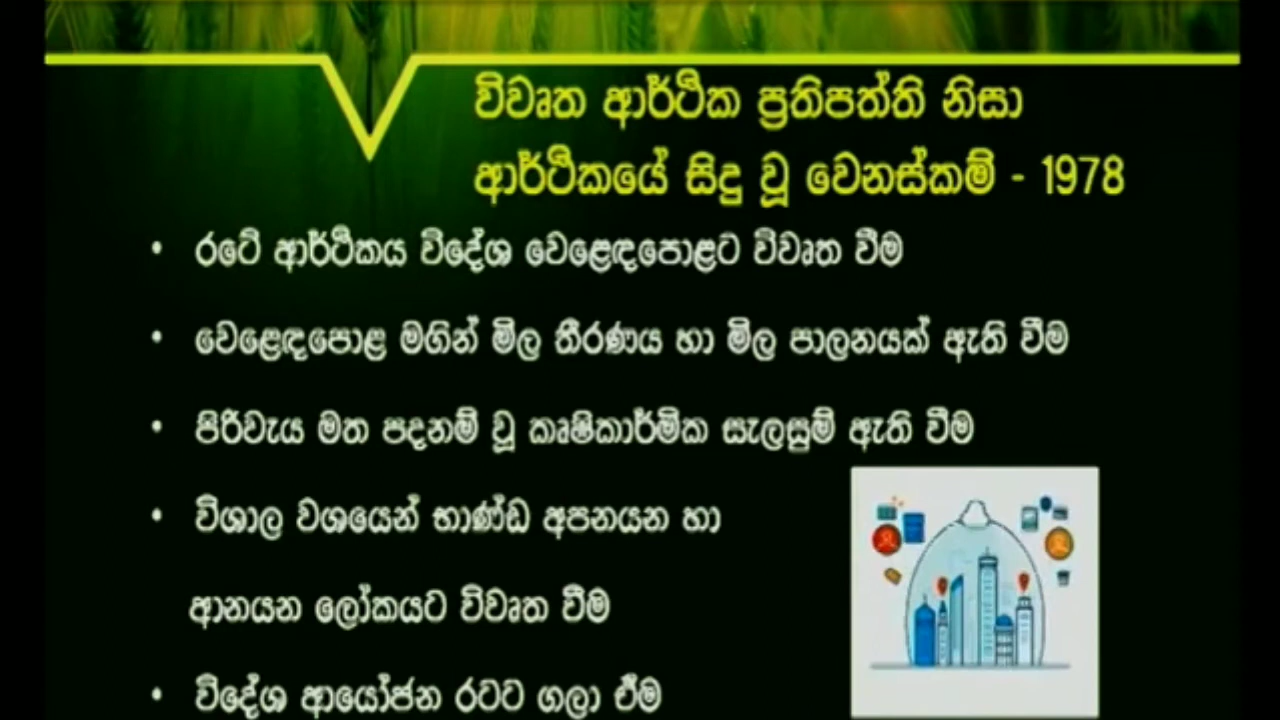 විවෘත ආර්ථික ප්‍රතිපත්ති නිසා
ආර්ථිකයේ සිදු වූ වෙනස්කම් - 1978
• රටේ ආර්ථිකය විදේශ වෙළෙඳපොළට විවෘත වීම
• වෙළෙඳපොළ මගින් මිල තීරණය හා මිල පාලනයක් ඇති වීම
• පිරිවැය මත පදනම් වූ කෘෂිකාර්මික සැලසුම් ඇති වීම
• විශාල වශයෙන් භාණ්ඩ අපනයන හා
ආනයන ලෝකයට විවෘත වීම
• විදේශ ආයෝජන රටට ගලා ඒම